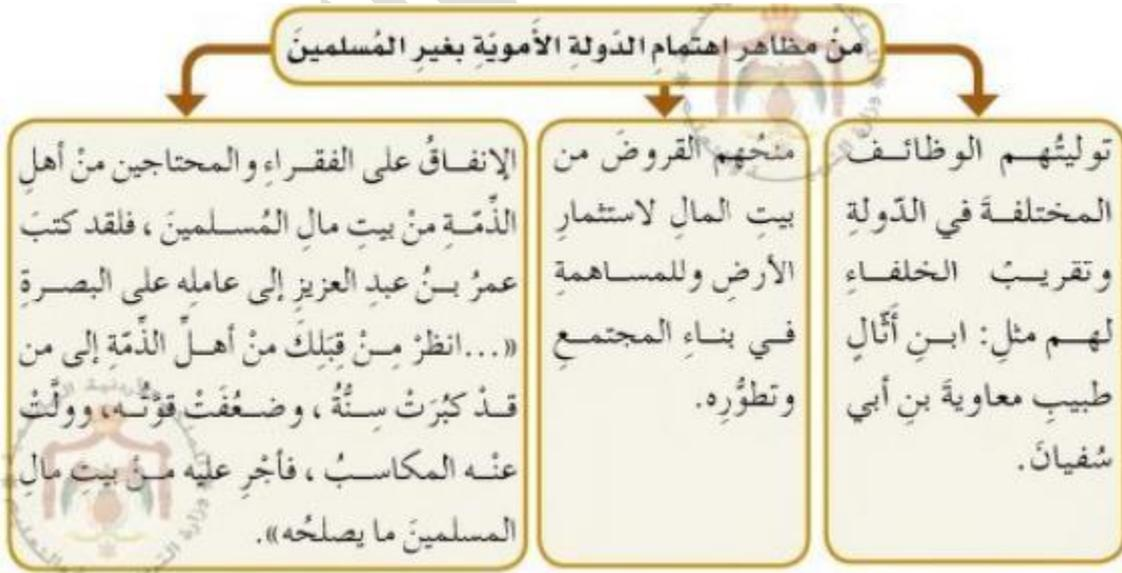 منْ مظاهر اهتمامِ الدّولةِ الأمويّةِ بغيرِ المُسلمينَ
توليتُهم الوظائف
المختلفةَ في الدّولةِ
وتقريبُ الخلفاءِ
لهم مثلِ: ابنِ أَثّالٍ
طبيبِ معاويةَ بنِ أبي
سُفيانَ.
منحُهم القروضَ من
بيتِ المالِ لاستثمارِ
الأرضِ وللمساهمةِ
في بناءِ المجتمعِ
وتطوُّرِه.
الإنفاقُ على الفقراءِ والمحتاجين منْ أهلِ
الذّمّةِ منْ بيتِ مالِ المُسلمينَ، فلقد كتبَ
عمرُ بنُ عبدِ العزيزِ إلى عاملِه على البصرةِ
«...انظرْ مِنْ قِبَلِكَ منْ أهلِّ الذّمّةِ إلى من
قدْ كبُرَتْ سِنُّةُ، وضعُفَتْ قوّتُه، وولَّتْ
عنْه المكاسبُ، فأجْرِ عليه منْ بيتِ مالِ
المسلمينَ ما يصلحُه».